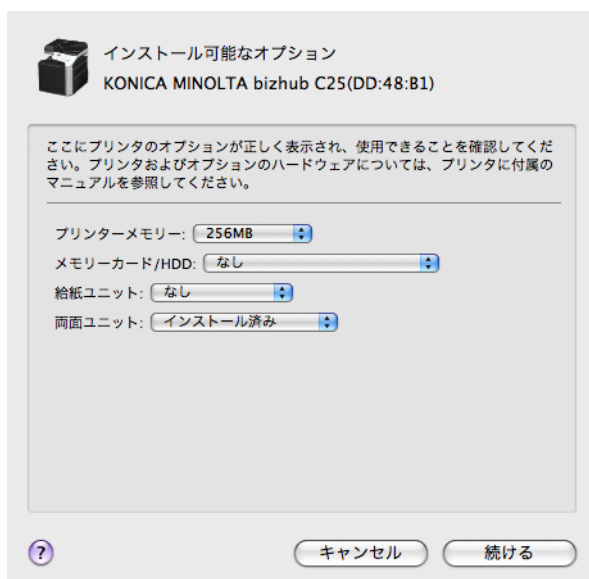 インストール可能なオプション
KONICA MINOLTA bizhub C25(DD:48:B1)
ここにプリンタのオプションが正しく表示され、使用できることを確認してくだ
さい。プリンタおよびオプションのハードウェアについては、プリンタに付属の
マニュアルを参照してください。
プリンターメモリー: 256MB
メモリーカード/HDD: なし
給紙ユニット: なし
両面ユニット: インストール済み
? キャンセル 続ける